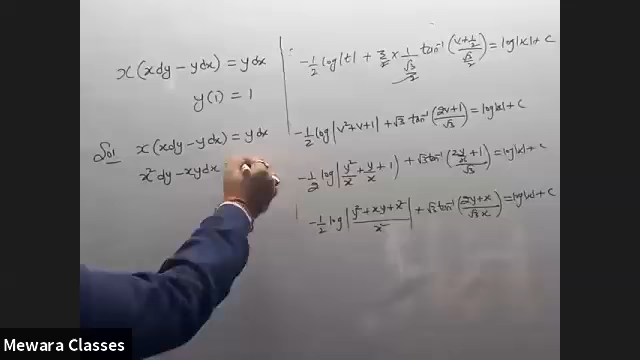 x(xdy-ydx) = ydx
y(1) = 1
Sol x(xdy-ydx) = ydx
x²dy-xydx =
-1/2 log|t| + 3/2 × 1/(√3/2) tan⁻¹((v+1/2)/(√3/2)) = log|x| + c
-1/2 log|v²+v+1| + √3 tan⁻¹((2v+1)/√3) = log|x| + c
-1/2 log|y²/x² + y/x + 1| + √3 tan⁻¹((2y/x + 1)/√3) = log|x| + c
-1/2 log|(y²+xy+x²)/x²| + √3 tan⁻¹((2y+x)/(√3x)) = log|x| + c
Mewara Classes